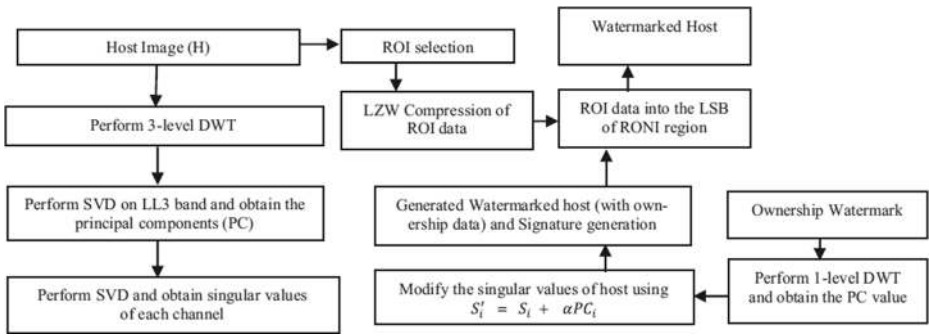 Host Image (H)
ROI selection
Watermarked Host
LZW Compression of
ROI data
ROI data into the LSB
of RONI region
Perform 3-level DWT
Perform SVD on LL3 band and obtain the
principal components (PC)
Generated Watermarked host (with own-
ership data) and Signature generation
Ownership Watermark
Perform SVD and obtain singular values
of each channel
Modify the singular values of host using
S′ᵢ = Sᵢ + αPCᵢ
Perform 1-level DWT
and obtain the PC value